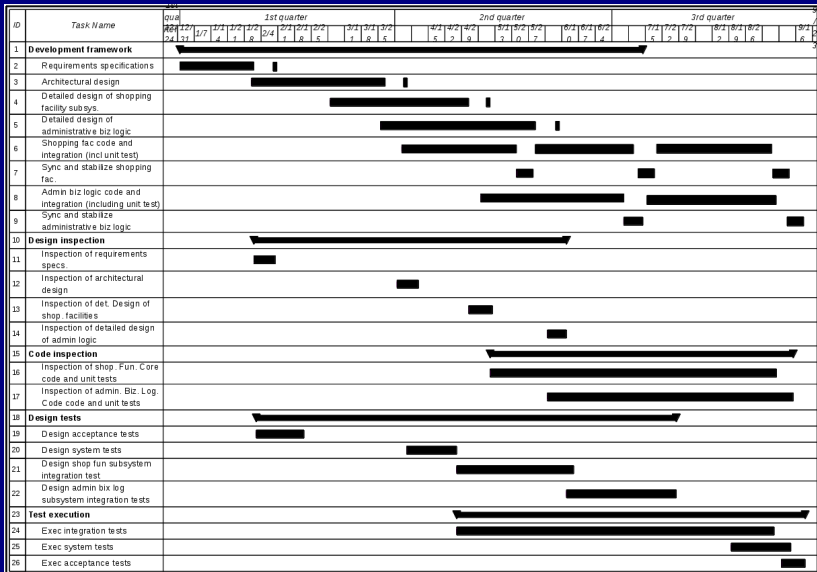 ID
Task Name
1st quarter
2nd quarter
3rd quarter
1/7
2/4
1 Development framework
2 Requirements specifications
3 Architectural design
4 Detailed design of shopping
facility subsys.
5 Detailed design of
administrative biz logic
6 Shopping fac code and
integration (incl unit test)
7 Sync and stabilize shopping
fac.
8 Admin biz logic code and
integration (including unit test)
9 Sync and stabilize
administrative biz logic
10 Design inspection
11 Inspection of requirements
specs.
12 Inspection of architectural
design
13 Inspection of det. Design of
shop. facilities
14 Inspection of detailed design
of admin logic
15 Code inspection
16 Inspection of shop. Fun. Core
code and unit tests
17 Inspection of admin. Biz. Log.
Code code and unit tests
18 Design tests
19 Design acceptance tests
20 Design system tests
21 Design shop fun subsystem
integration test
22 Design admin bix log
subsystem integration tests
23 Test execution
24 Exec integration tests
25 Exec system tests
26 Exec acceptance tests